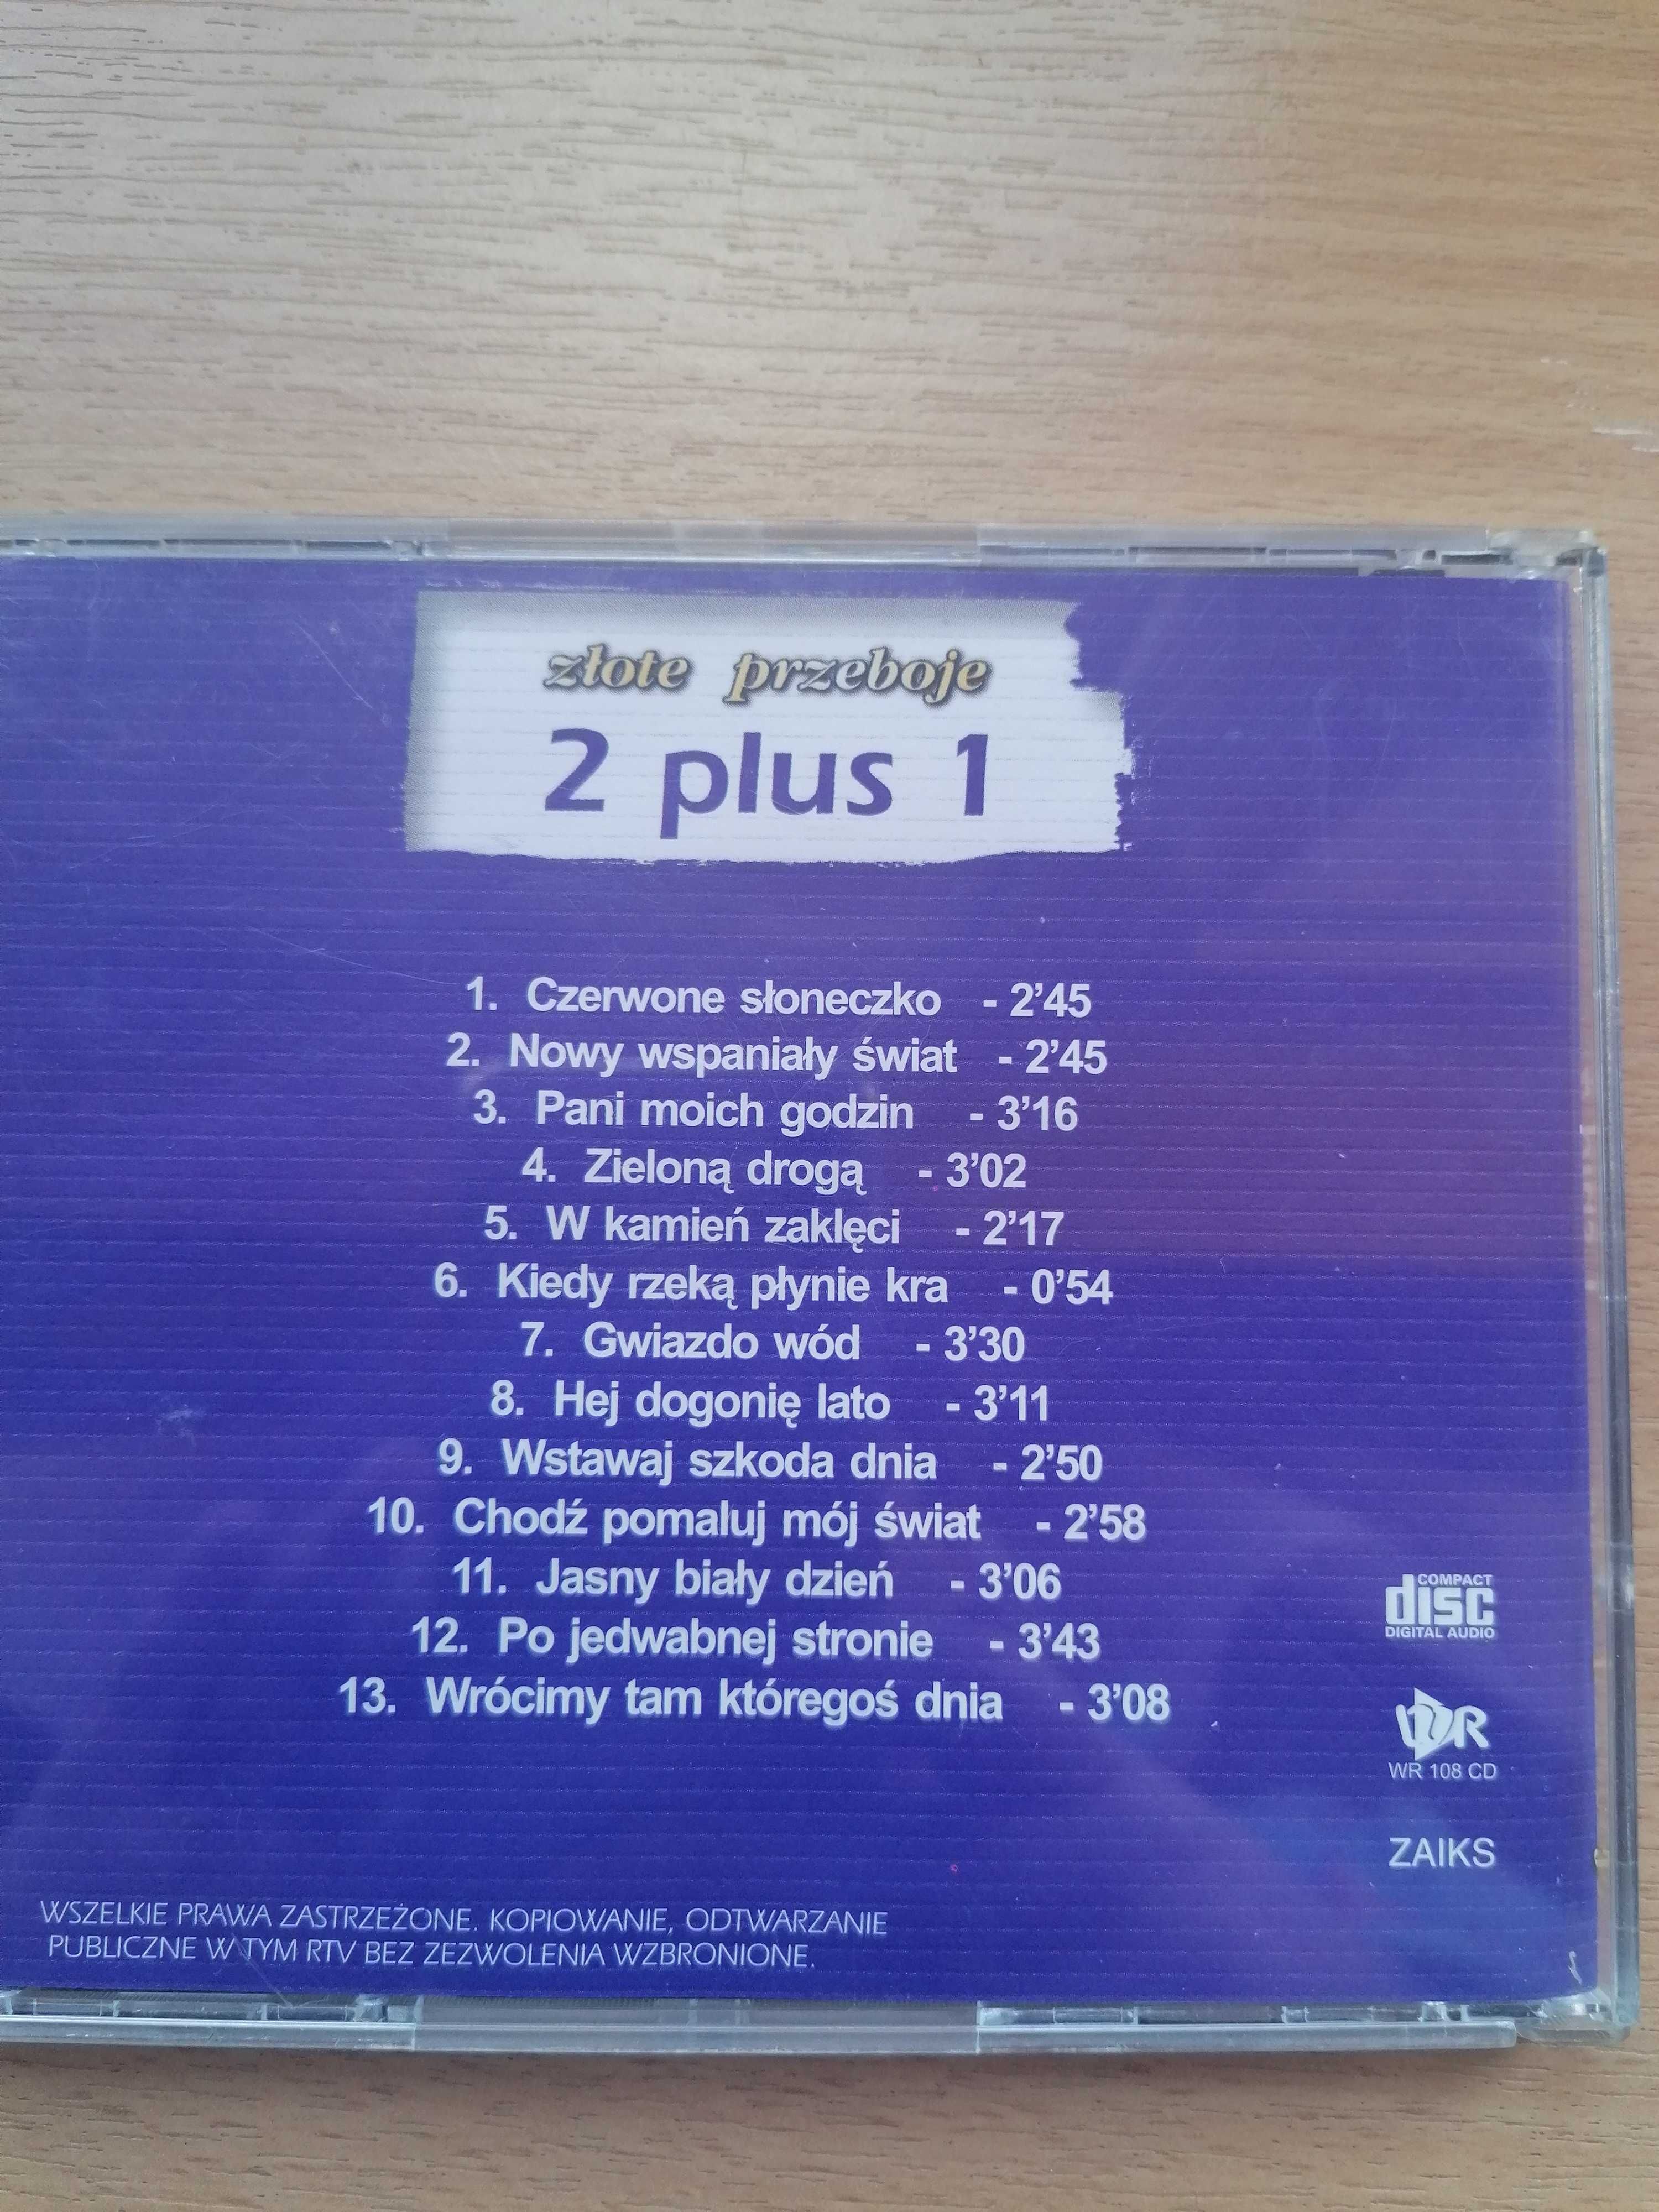 złote przeboje
2 plus 1
1. Czerwone słoneczko - 2'45
2. Nowy wspaniały świat - 2'45
3. Pani moich godzin - 3'16
4. Zieloną drogą - 3'02
5. W kamień zaklęci - 2'17
6. Kiedy rzeką płynie kra - 0'54
7. Gwiazdo wód - 3'30
8. Hej dogonię lato - 3'11
9. Wstawaj szkoda dnia - 2'50
10. Chodź pomaluj mój świat - 2'58
11. Jasny biały dzień - 3'06
12. Po jedwabnej stronie - 3'43
13. Wrócimy tam któregoś dnia - 3'08
COMPACT
disc
DIGITAL AUDIO
WR
WR 108 CD
ZAIKS
WSZELKIE PRAWA ZASTRZEŻONE. KOPIOWANIE, ODTWARZANIE
PUBLICZNE W TYM RTV BEZ ZEZWOLENIA WZBRONIONE.